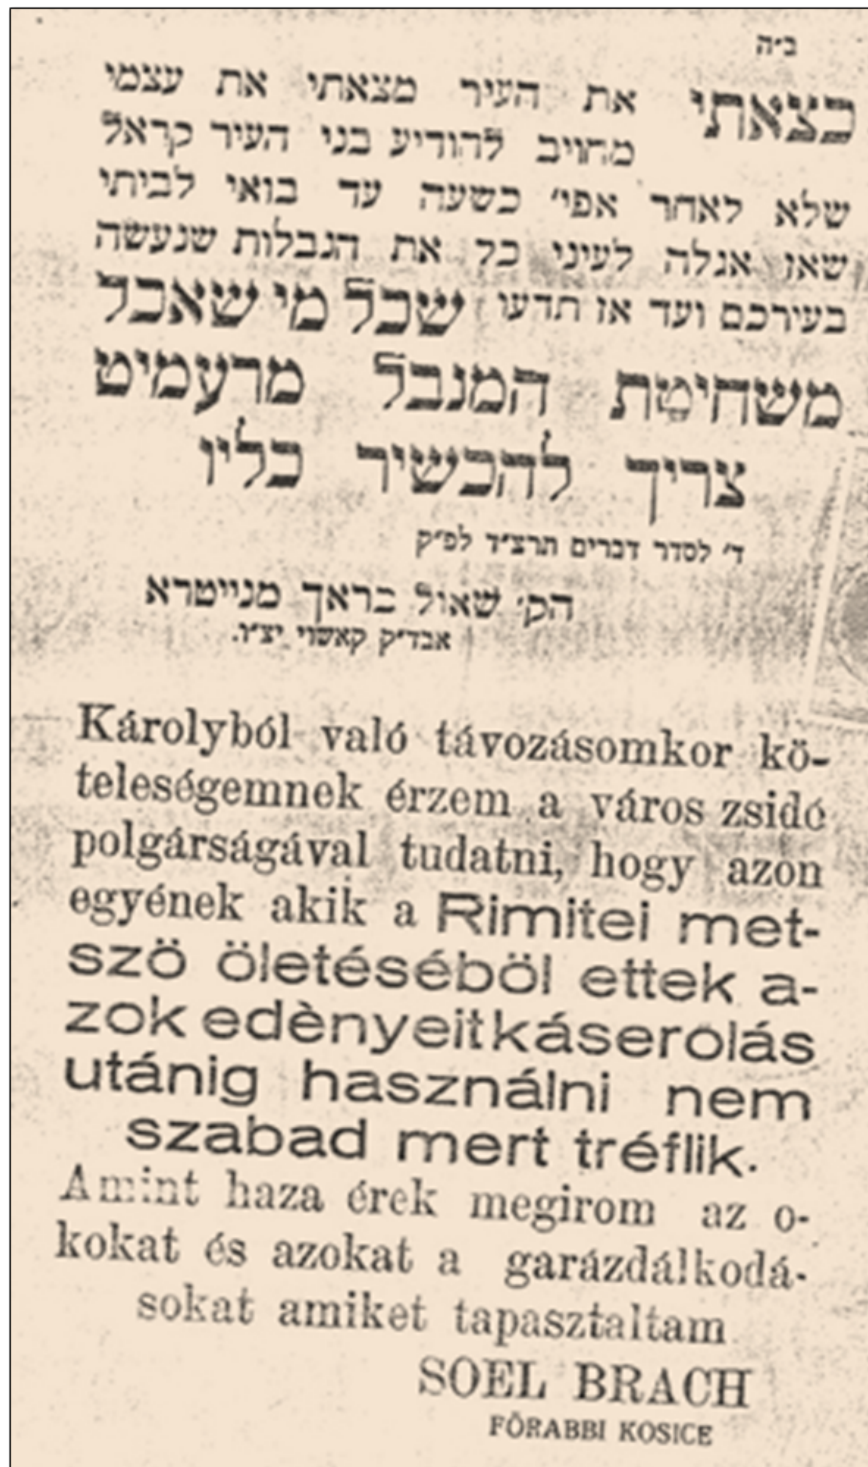 ב״ה
כצאתי את העיר מצאתי את עצמי
מחויב להודיע בני העיר קראל
שלא לאחר אפי׳ כשעה עד בואי לביתי
שאז אגלה לעיני כל את הנבלות שנעשה
בעירכם ועד אז תדעו שכל מי שאכל
משחיטת המנבל מרעמיט
צריך להכשיר כליו
ד׳ לסדר דברים תרצ״ד לפ״ק
הק׳ שאול בראך מנייטרא
אבד״ק קאשוי יצ״ו.
Károlyból való távozásomkor kö-
teleségemnek érzem a város zsidó
polgárságával tudatni, hogy azon
egyének akik a Rimitei met-
szö öletéséböl ettek a-
zok edènyeit káserolás
utánig használni nem
szabad mert tréflik.
Amint haza érek megirom az o-
kokat és azokat a garázdálkodá-
sokat amiket tapasztaltam
SOEL BRACH
FÖRABBI KOSICE